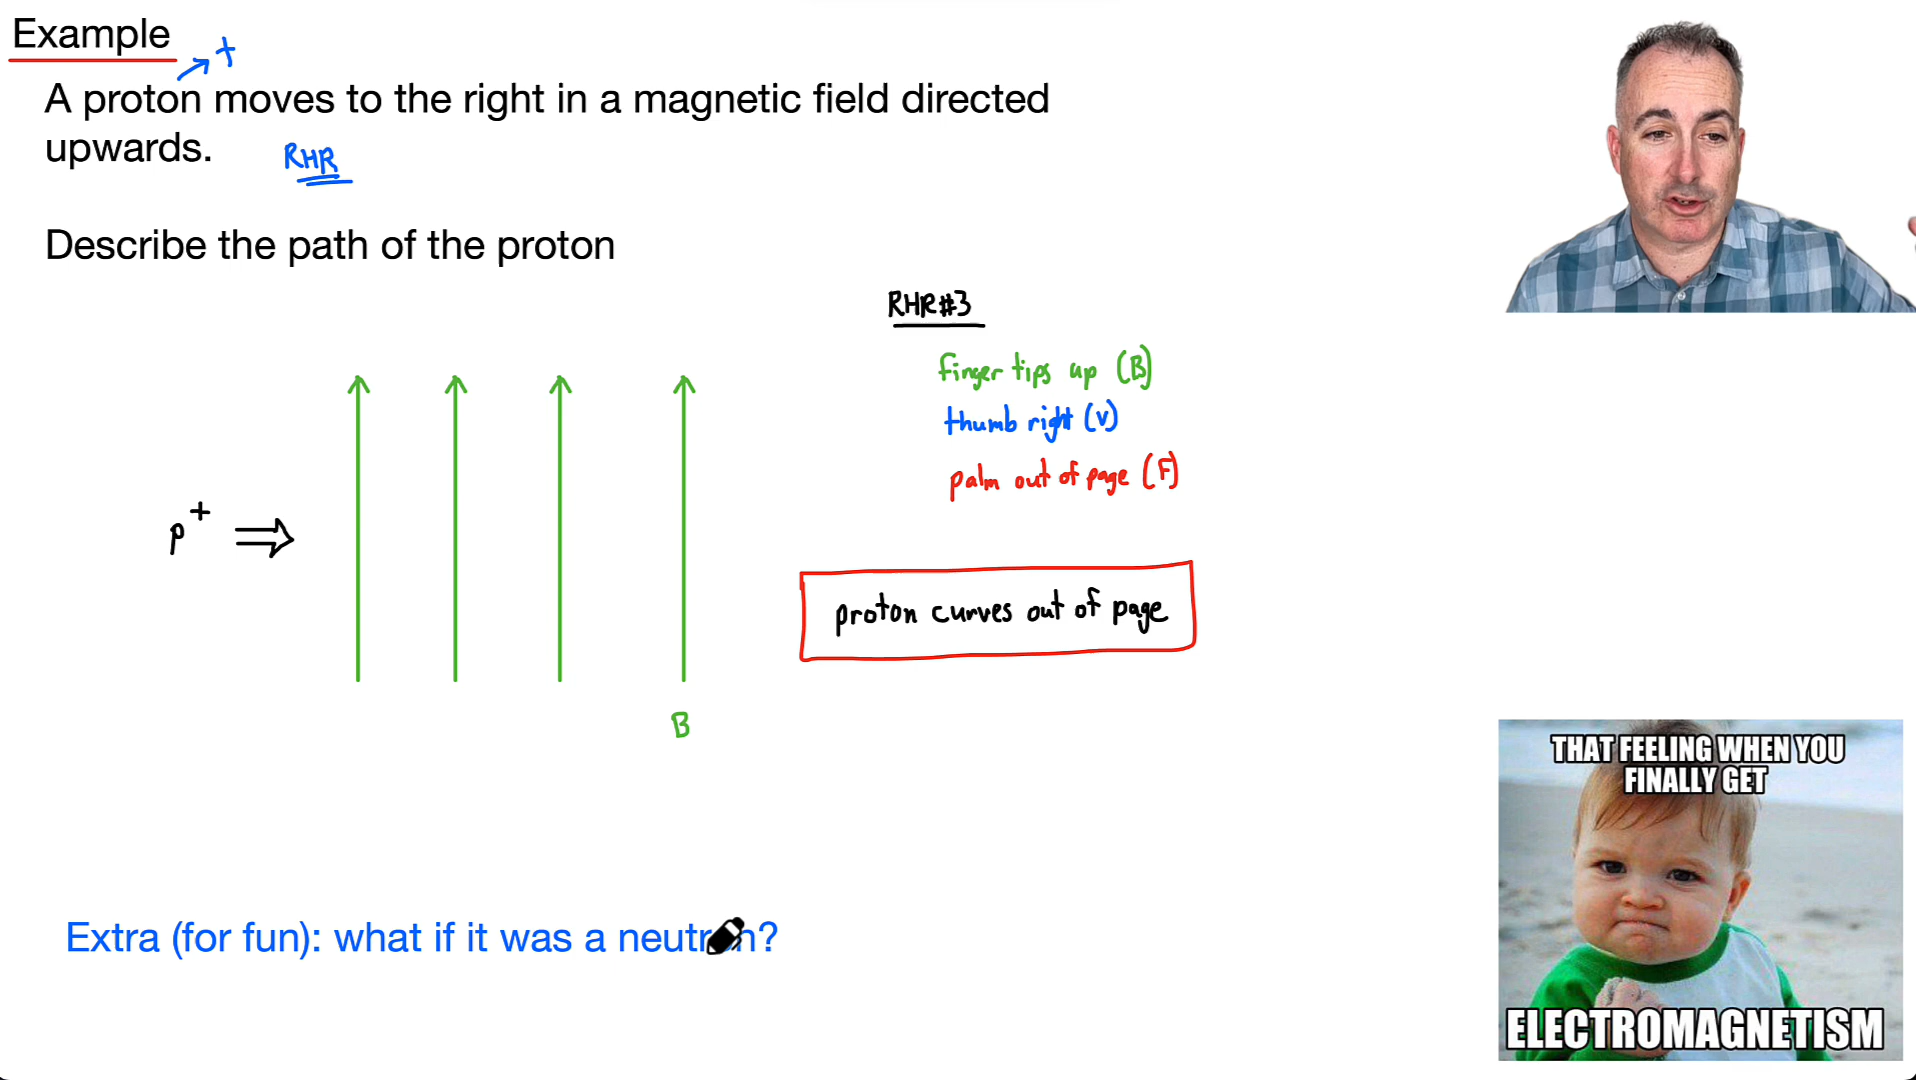 Example
+
A proton moves to the right in a magnetic field directed
upwards.
RHR
Describe the path of the proton
RHR#3
finger tips up (B)
thumb right (v)
palm out of page (F)
p+ ⇒
proton curves out of page
B
Extra (for fun): what if it was a neutron?
THAT FEELING WHEN YOU
FINALLY GET
ELECTROMAGNETISM